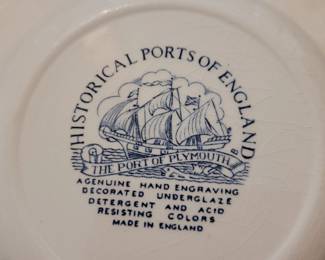 HISTORICAL PORTS OF ENGLAND
THE PORT OF PLYMOUTH
B
A GENUINE HAND ENGRAVING
DECORATED UNDERGLAZE
DETERGENT AND ACID
RESISTING COLORS
MADE IN ENGLAND